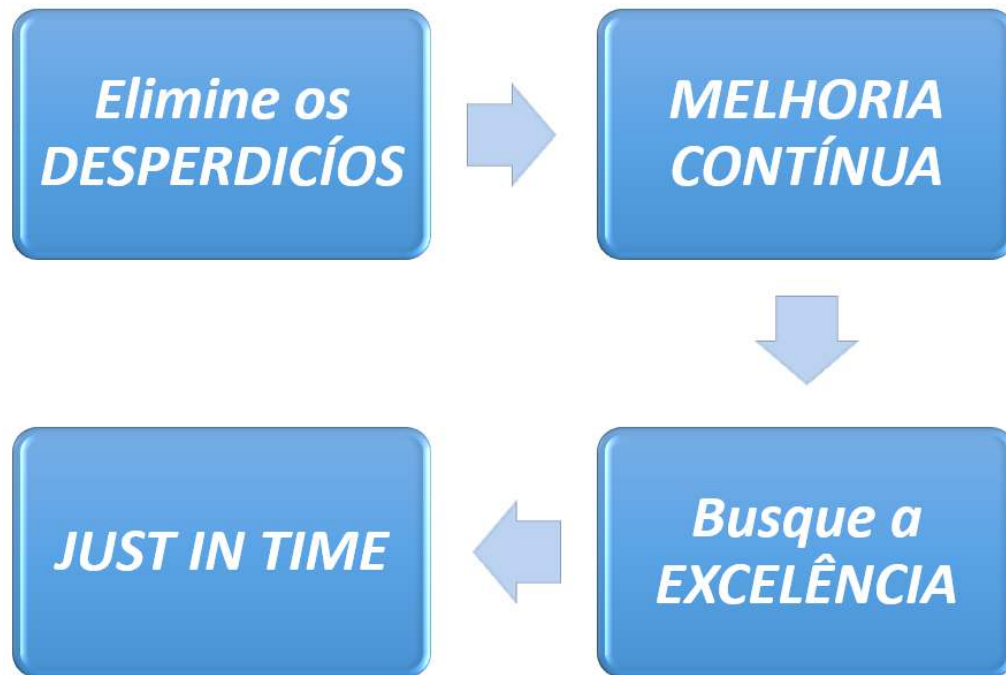 Elimine os
DESPERDICÍOS
MELHORIA
CONTÍNUA
Busque a
EXCELÊNCIA
JUST IN TIME